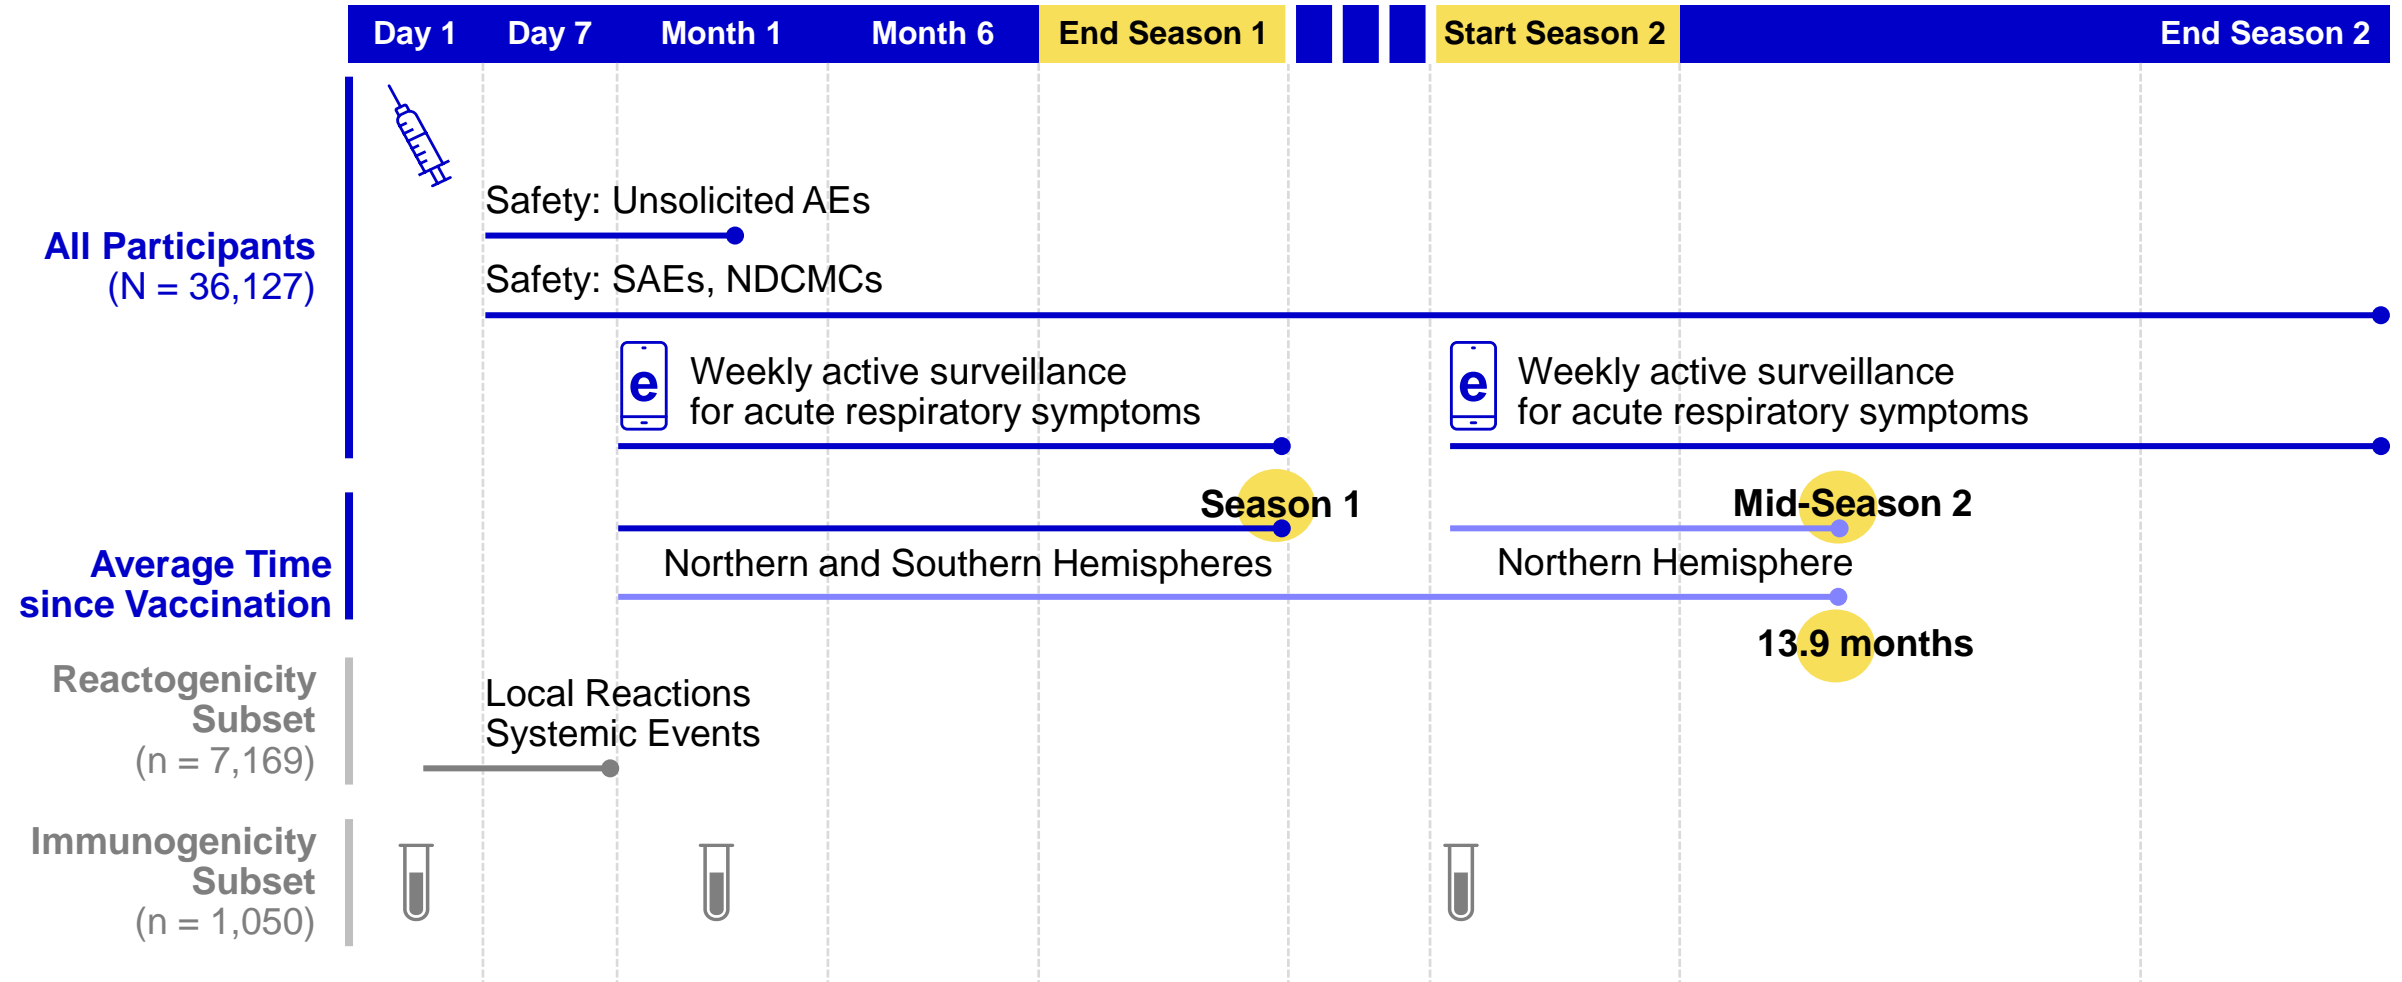 Day 1 Day 7 Month 1 Month 6 End Season 1 Start Season 2 End Season 2
Safety: Unsolicited AEs
All Participants
(N = 36,127)
Safety: SAEs, NDCMCs
e Weekly active surveillance
for acute respiratory symptoms
e Weekly active surveillance
for acute respiratory symptoms
Season 1
Mid-Season 2
Average Time
since Vaccination
Northern and Southern Hemispheres
Northern Hemisphere
13.9 months
Reactogenicity
Subset
(n = 7,169)
Local Reactions
Systemic Events
Immunogenicity
Subset
(n = 1,050)